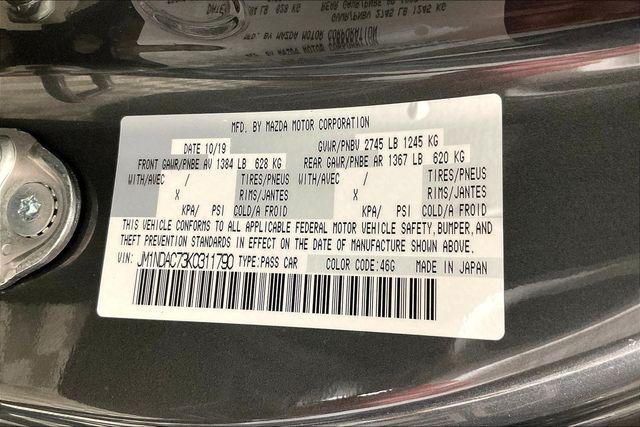 MFD. BY MAZDA MOTOR CORPORATION
DATE 10/19 GVWR/PNBV 2745 LB 1245 KG
FRONT GAWR/PNBE AV 1384 LB 628 KG REAR GAWR/PNBE AR 1367 LB 620 KG
WITH/AVEC / TIRES/PNEUS WITH/AVEC / TIRES/PNEUS
X RIMS/JANTES X RIMS/JANTES
KPA/ PSI COLD/A FROID KPA/ PSI COLD/A FROID
THIS VEHICLE CONFORMS TO ALL APPLICABLE FEDERAL MOTOR VEHICLE SAFETY, BUMPER, AND
THEFT PREVENTION STANDARDS IN EFFECT ON THE DATE OF MANUFACTURE SHOWN ABOVE.
VIN: JM1NDAC73K0311790 TYPE:PASS CAR COLOR CODE:46G MADE IN JAPAN